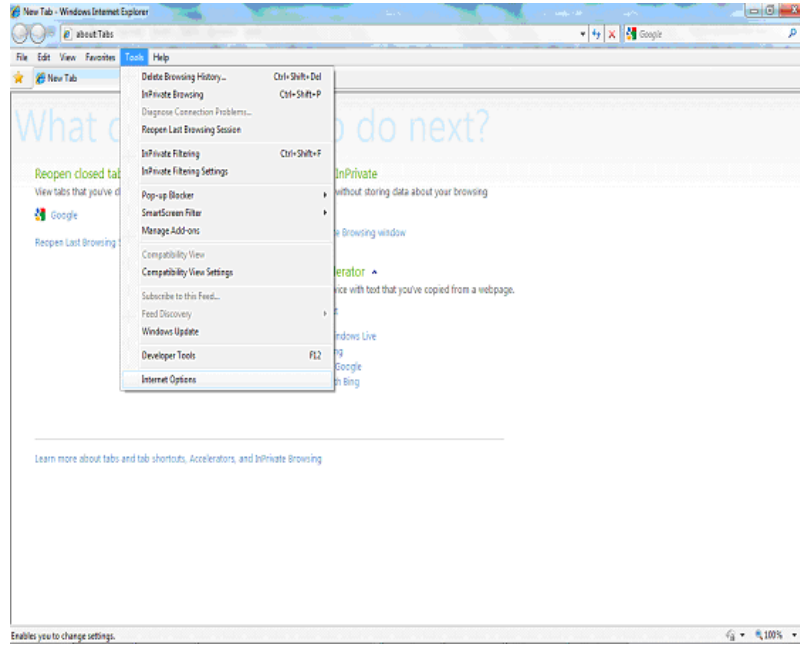 New Tab - Windows Internet Explorer
about:Tabs
Google
File Edit View Favorites Tools Help
New Tab
Delete Browsing History... Ctrl+Shift+Del
InPrivate Browsing Ctrl+Shift+P
Diagnose Connection Problems...
Reopen Last Browsing Session
InPrivate Filtering Ctrl+Shift+F
InPrivate Filtering Settings
Pop-up Blocker
SmartScreen Filter
Manage Add-ons
Compatibility View
Compatibility View Settings
Subscribe to this Feed...
Feed Discovery
Windows Update
Developer Tools F12
Internet Options
What do next?
Reopen closed tab
View tabs that you've
Google
Reopen Last Browsing
InPrivate
without storing data about your browsing
Browsing window
with text that you've copied from a webpage.
Live
Google
Bing
Learn more about tabs and tab shortcuts, Accelerators, and InPrivate Browsing
Enables you to change settings.
100%